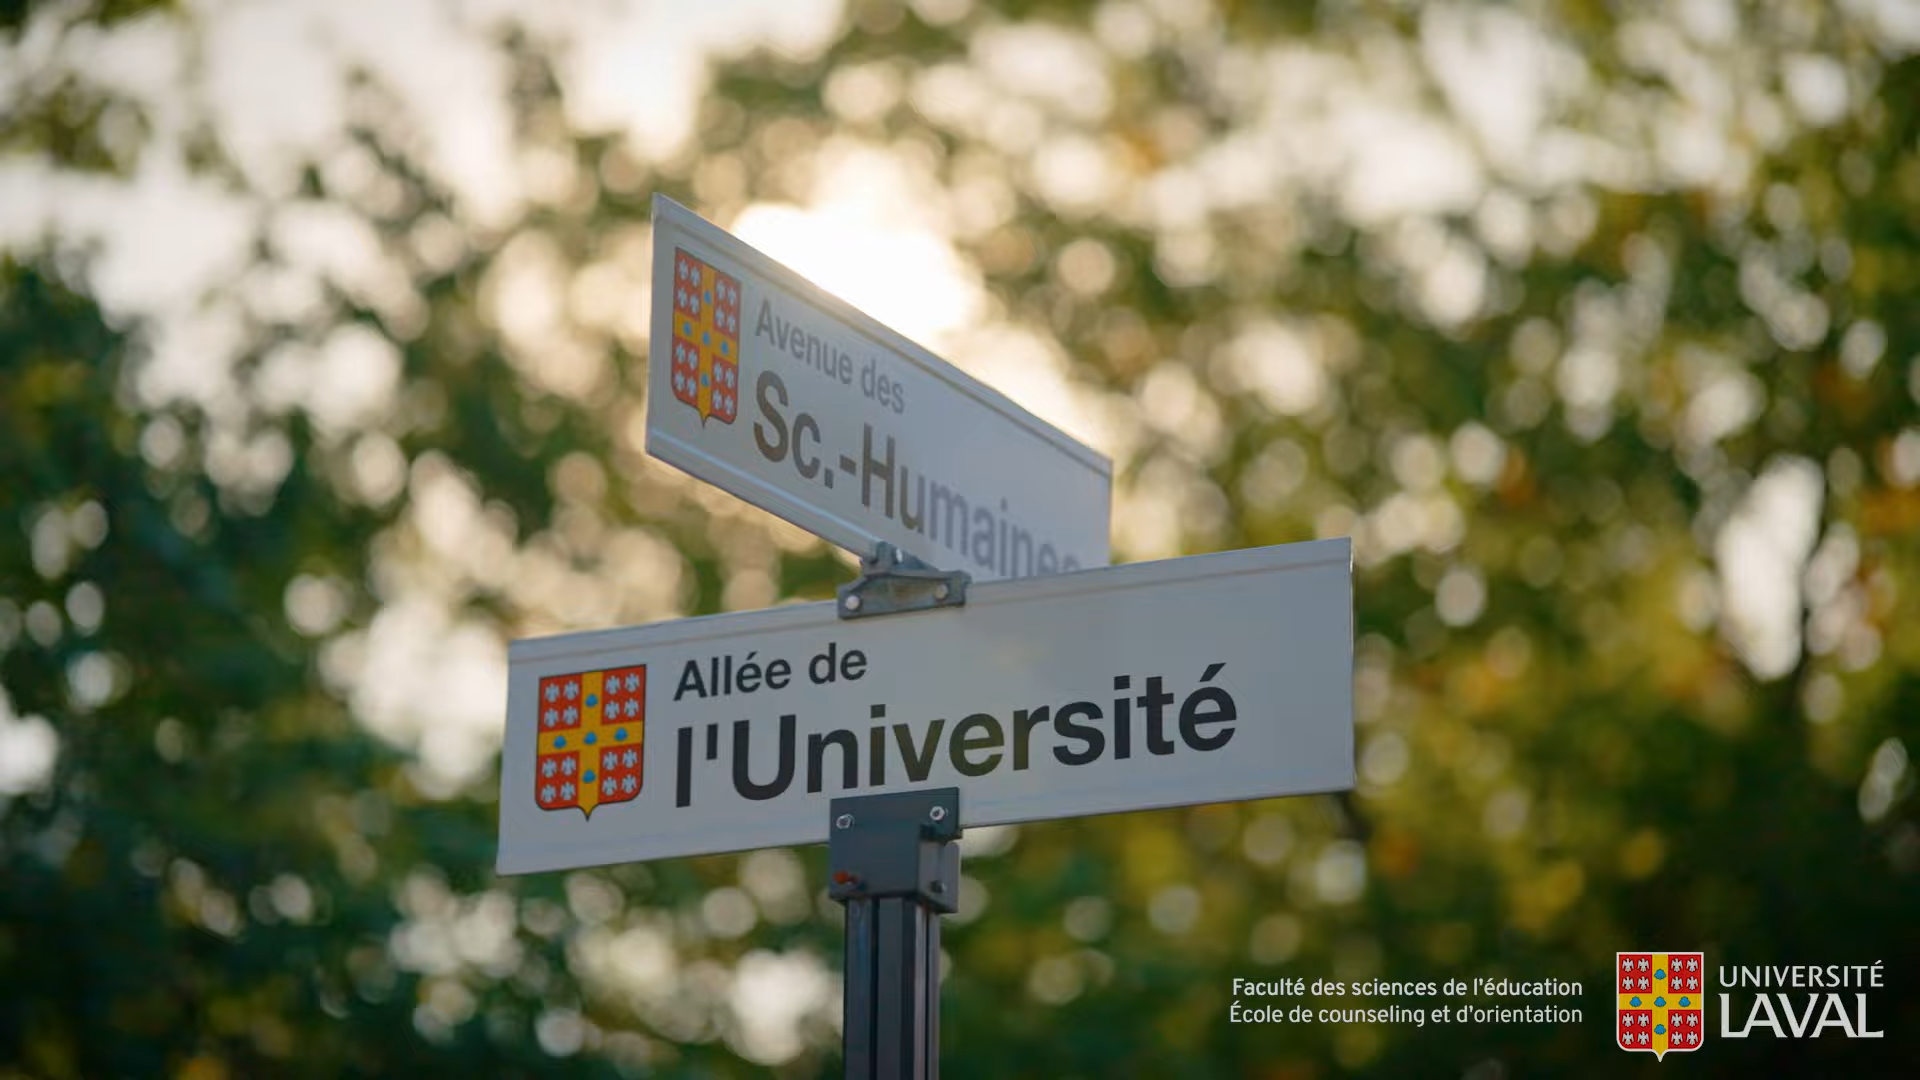 Avenue des
Sc.-Humaines
Allée de
l'Université
Faculté des sciences de l'éducation
École de counseling et d'orientation
UNIVERSITÉ
LAVAL